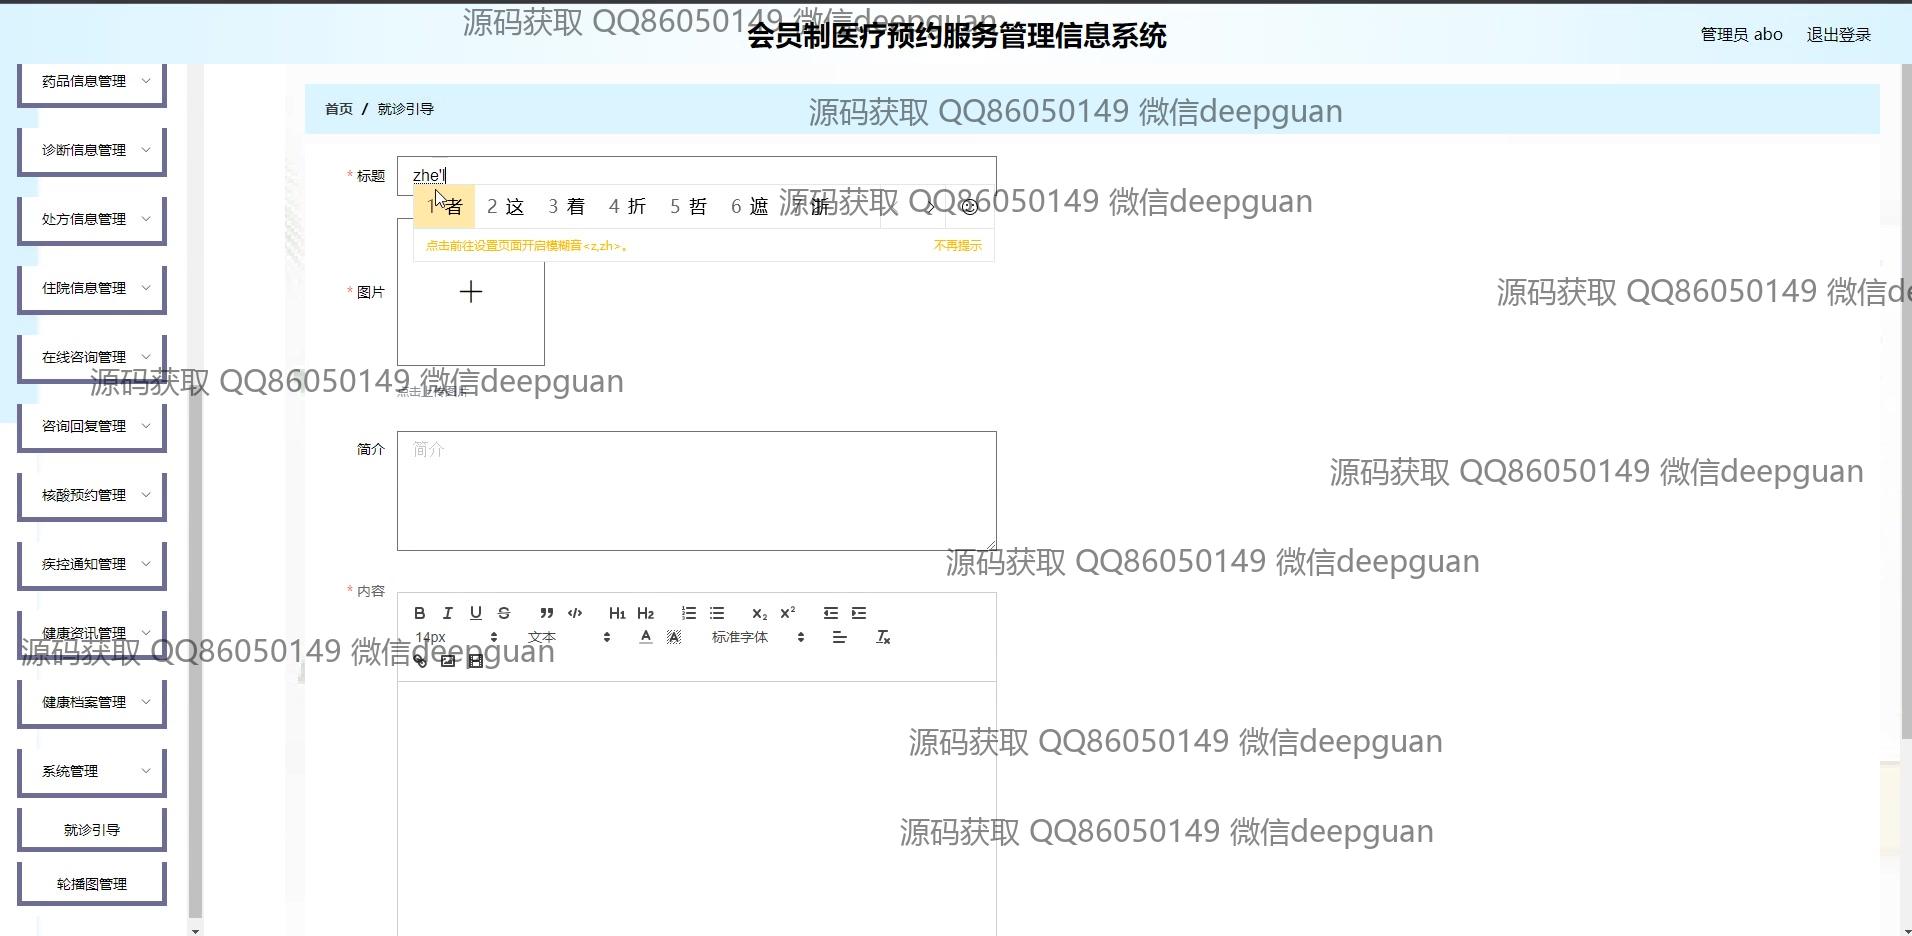 源码获取 QQ86050149 微信deepguan
会员制医疗预约服务管理信息系统
管理员 abo
退出登录
药品信息管理
诊断信息管理
处方信息管理
住院信息管理
在线咨询管理
咨询回复管理
核酸预约管理
疾控通知管理
健康资讯管理
健康档案管理
系统管理
就诊引导
轮播图管理
首页 / 就诊引导
源码获取 QQ86050149 微信deepguan
* 标题
zhe'l
1 者 2 这 3 着 4 折 5 哲 6 遮 7 浙
源码获取 QQ86050149 微信deepguan
点击前往设置页面开启模糊音<z,zh>。
不再提示
* 图片
源码获取 QQ86050149 微信de
源码获取 QQ86050149 微信deepguan
点击上传图片
简介
简介
源码获取 QQ86050149 微信deepguan
源码获取 QQ86050149 微信deepguan
* 内容
B I U S ” </> H1 H2 X₂ X²
14px 文本 A A 标准字体 Tx
源码获取 QQ86050149 微信deepguan
源码获取 QQ86050149 微信deepguan
源码获取 QQ86050149 微信deepguan